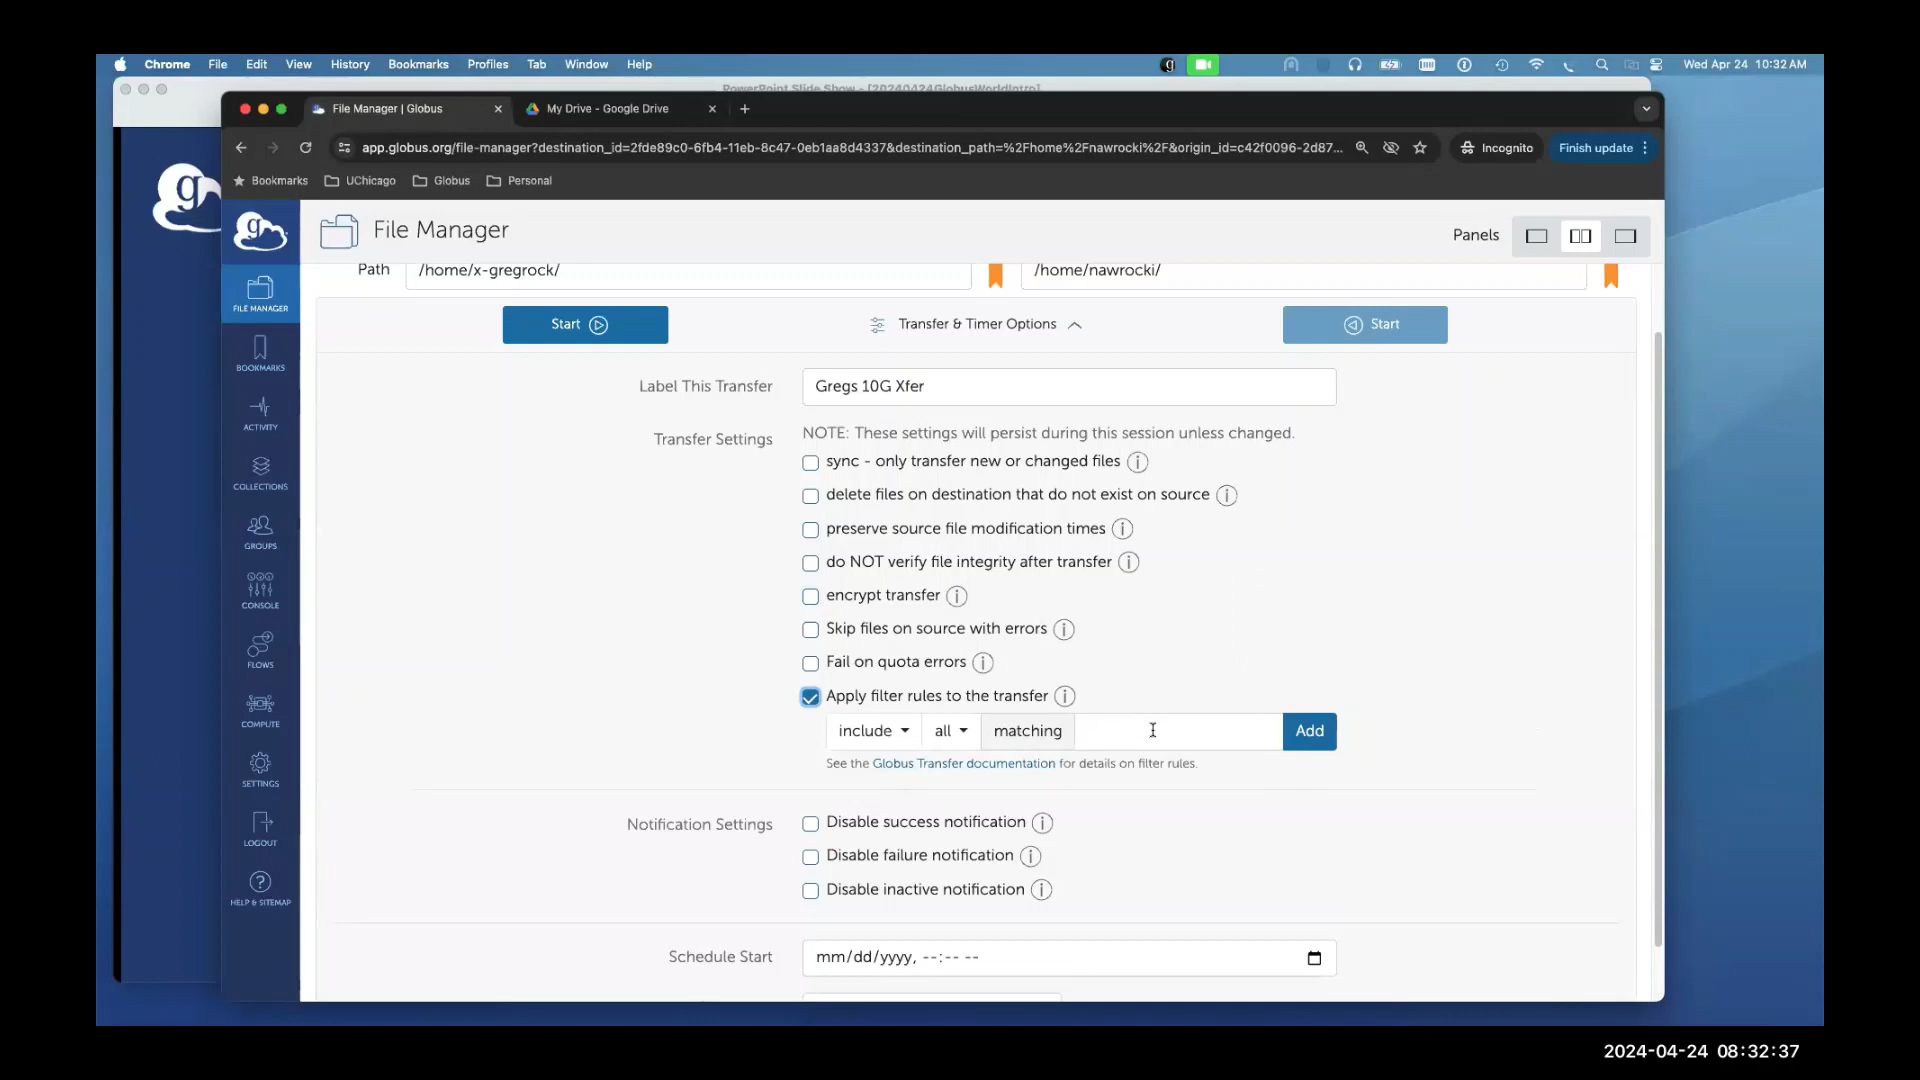 Chrome File Edit View History Bookmarks Profiles Tab Window Help Wed Apr 24 10:32 AM
PowerPoint Slide Show - [20240424GlobusWorldIntro]
File Manager | Globus My Drive - Google Drive
app.globus.org/file-manager?destination_id=2fde89c0-6fb4-11eb-8c47-0eb1aa8d4337&destination_path=%2Fhome%2Fnawrocki%2F&origin_id=c42f0096-2d87... Incognito Finish update
Bookmarks UChicago Globus Personal
File Manager
Panels
Path /home/x-gregrock/ /home/nawrocki/
FILE MANAGER
BOOKMARKS
ACTIVITY
COLLECTIONS
GROUPS
CONSOLE
FLOWS
COMPUTE
SETTINGS
LOGOUT
HELP & SITEMAP
Start Transfer & Timer Options Start
Label This Transfer Gregs 10G Xfer
Transfer Settings NOTE: These settings will persist during this session unless changed.
sync - only transfer new or changed files
delete files on destination that do not exist on source
preserve source file modification times
do NOT verify file integrity after transfer
encrypt transfer
Skip files on source with errors
Fail on quota errors
Apply filter rules to the transfer
include all matching Add
See the Globus Transfer documentation for details on filter rules.
Notification Settings Disable success notification
Disable failure notification
Disable inactive notification
Schedule Start mm/dd/yyyy, --:-- --
2024-04-24 08:32:37